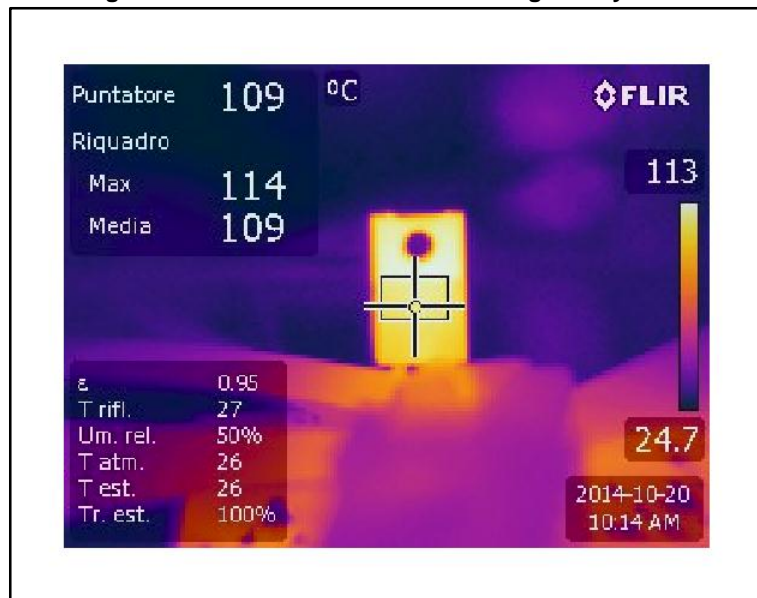 Puntatore 109 °C
FLIR
Riquadro
Max 114
Media 109
113
ε 0.95
T rifl. 27
Um. rel. 50%
T atm. 26
T est. 26
Tr. est. 100%
24.7
2014-10-20
10:14 AM